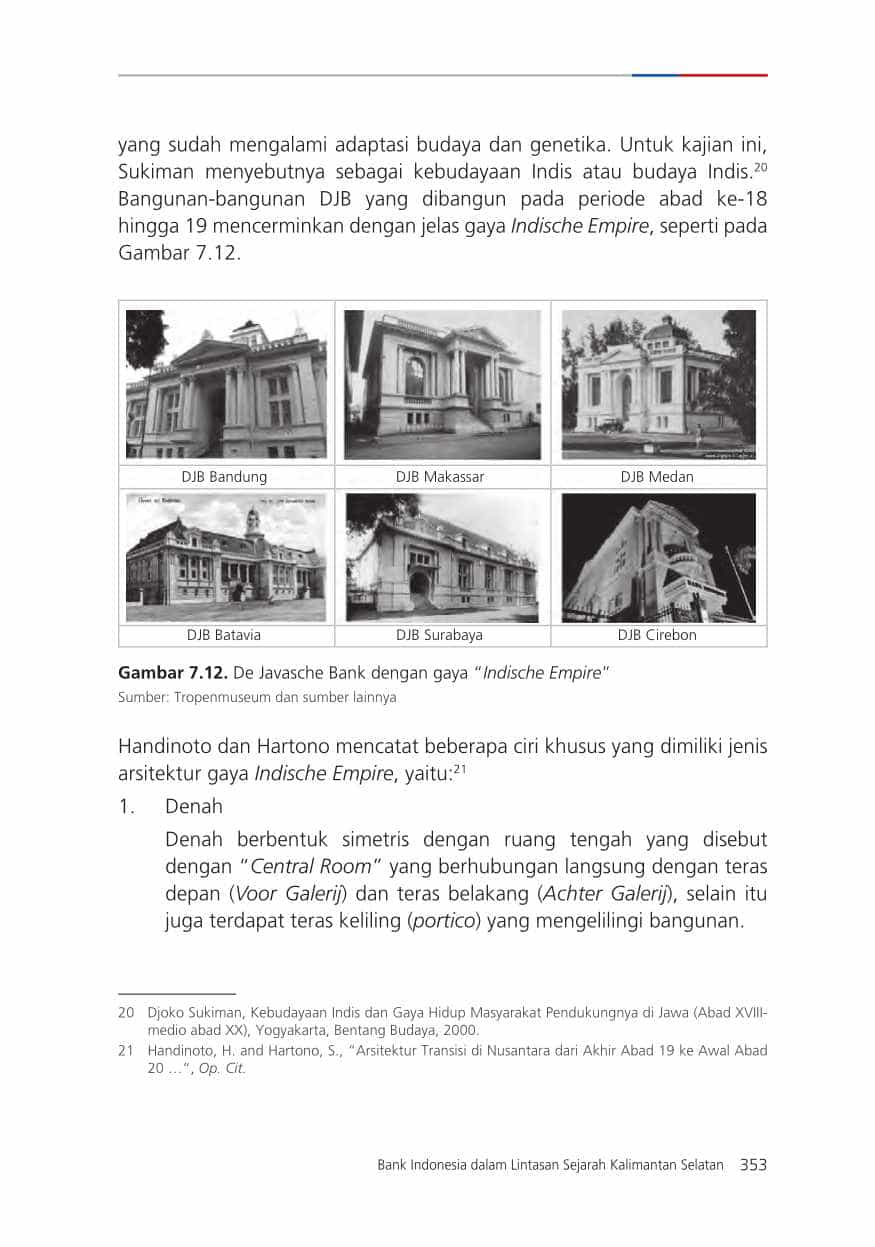 yang sudah mengalami adaptasi budaya dan genetika. Untuk kajian ini,
Sukiman menyebutnya sebagai kebudayaan Indis atau budaya Indis.20
Bangunan-bangunan DJB yang dibangun pada periode abad ke-18
hingga 19 mencerminkan dengan jelas gaya Indische Empire, seperti pada
Gambar 7.12.
DJB Bandung
DJB Makassar
DJB Medan
DJB Batavia
DJB Surabaya
DJB Cirebon
Gambar 7.12. De Javasche Bank dengan gaya “Indische Empire”
Sumber: Tropenmuseum dan sumber lainnya
Handinoto dan Hartono mencatat beberapa ciri khusus yang dimiliki jenis
arsitektur gaya Indische Empire, yaitu:21
1. Denah
Denah berbentuk simetris dengan ruang tengah yang disebut
dengan “Central Room” yang berhubungan langsung dengan teras
depan (Voor Galerij) dan teras belakang (Achter Galerij), selain itu
juga terdapat teras keliling (portico) yang mengelilingi bangunan.
20 Djoko Sukiman, Kebudayaan Indis dan Gaya Hidup Masyarakat Pendukungnya di Jawa (Abad XVIII-
medio abad XX), Yogyakarta, Bentang Budaya, 2000.
21 Handinoto, H. and Hartono, S., “Arsitektur Transisi di Nusantara dari Akhir Abad 19 ke Awal Abad
20 ...”, Op. Cit.
Bank Indonesia dalam Lintasan Sejarah Kalimantan Selatan 353